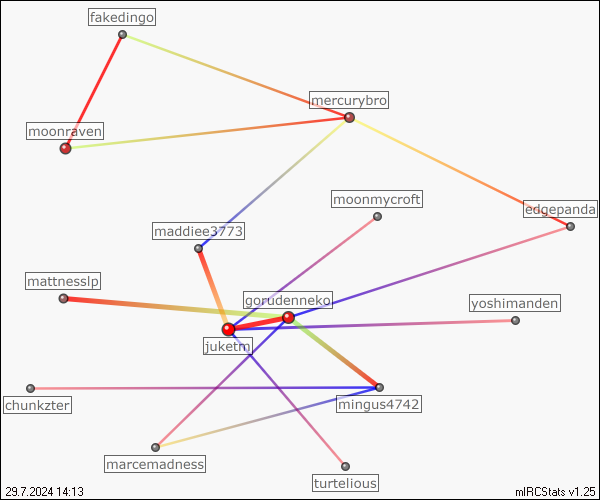 fakedingo
mercurybro
moonraven
moonmycroft
edgepanda
maddiee3773
mattnesslp
gorudenneko
yoshimanden
juketm
chunkzter
mingus4742
marcemadness
turtelious
29.7.2024 14:13
mIRCStats v1.25